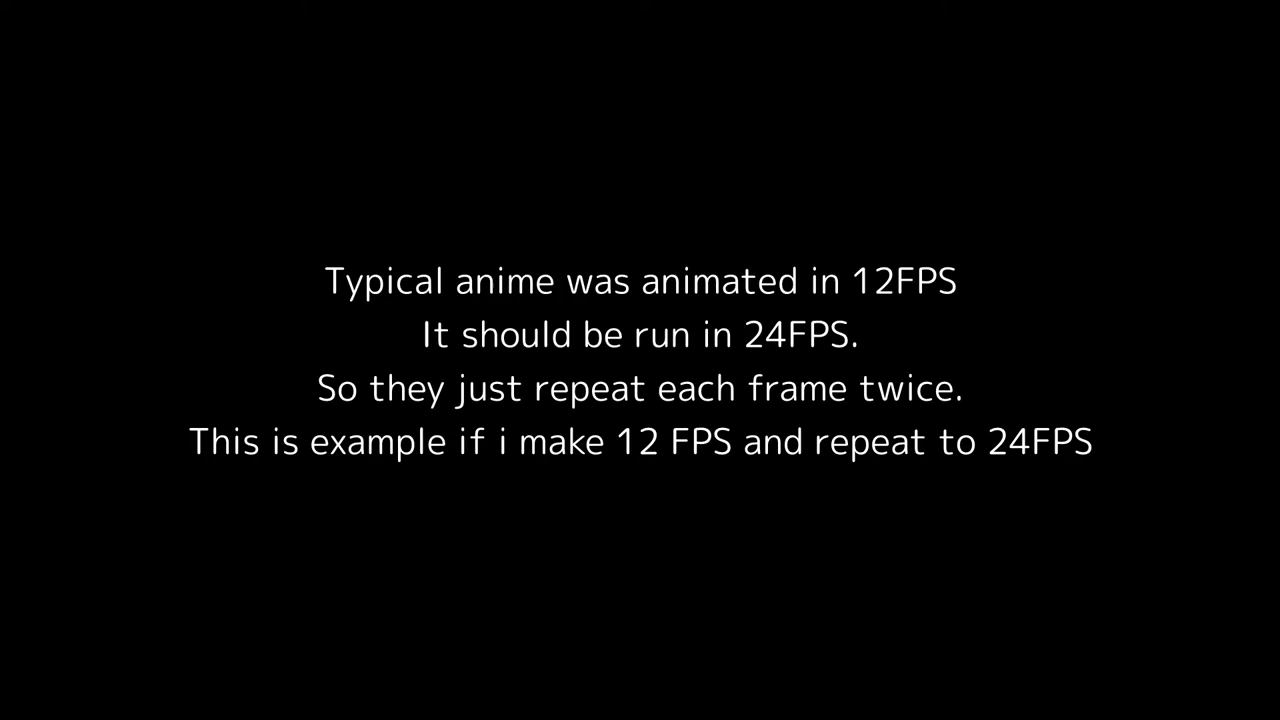 Typical anime was animated in 12FPS
It should be run in 24FPS.
So they just repeat each frame twice.
This is example if i make 12 FPS and repeat to 24FPS